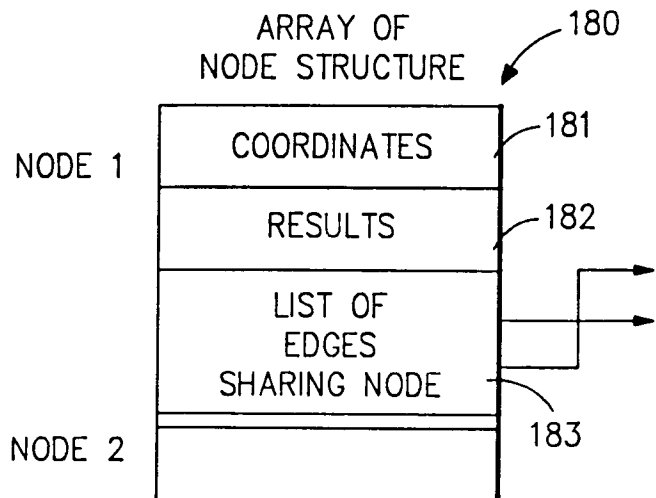 ARRAY OF
NODE STRUCTURE
180
NODE 1
COORDINATES
181
RESULTS
182
LIST OF
EDGES
SHARING NODE
183
NODE 2